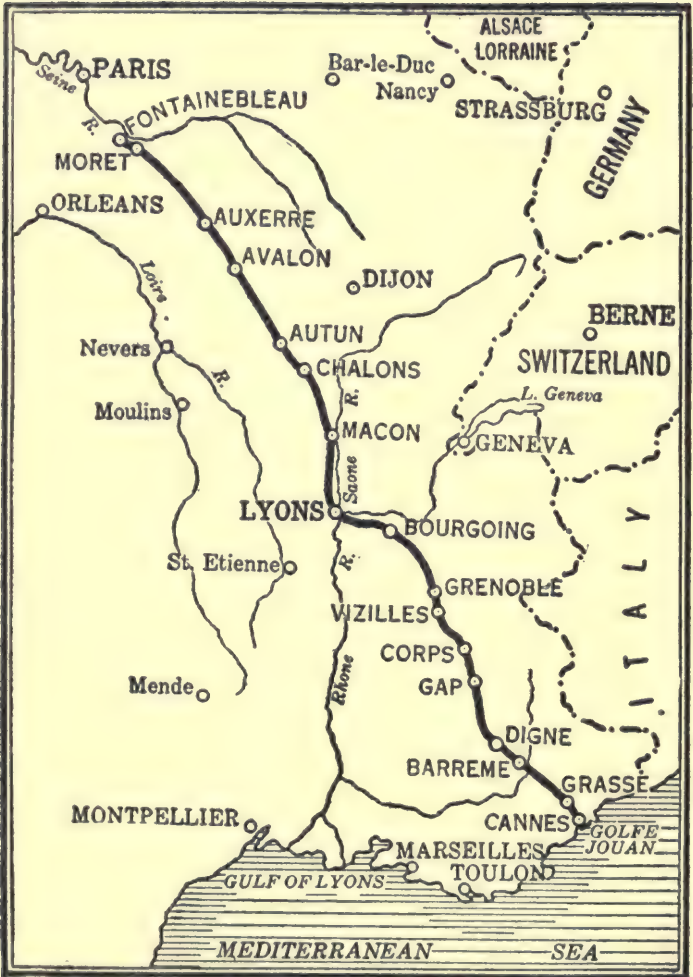 ALSACE
LORRAINE
PARIS
Seine
R.
Bar-le-Duc
Nancy
STRASSBURG
GERMANY
FONTAINEBLEAU
MORET
ORLEANS
AUXERRE
AVALON
Loire
DIJON
BERNE
AUTUN
Nevers
SWITZERLAND
CHALONS
R.
R.
L. Geneva
Moulins
MACON
GENEVA
Saone
LYONS
BOURGOING
ITALY
R.
St. Etienne
GRENOBLE
VIZILLES
CORPS
Rhone
GAP
Mende
DIGNE
BARREME
GRASSE
MONTPELLIER
CANNES
GOLFE
JOUAN
MARSEILLES
TOULON
GULF OF LYONS
MEDITERRANEAN SEA